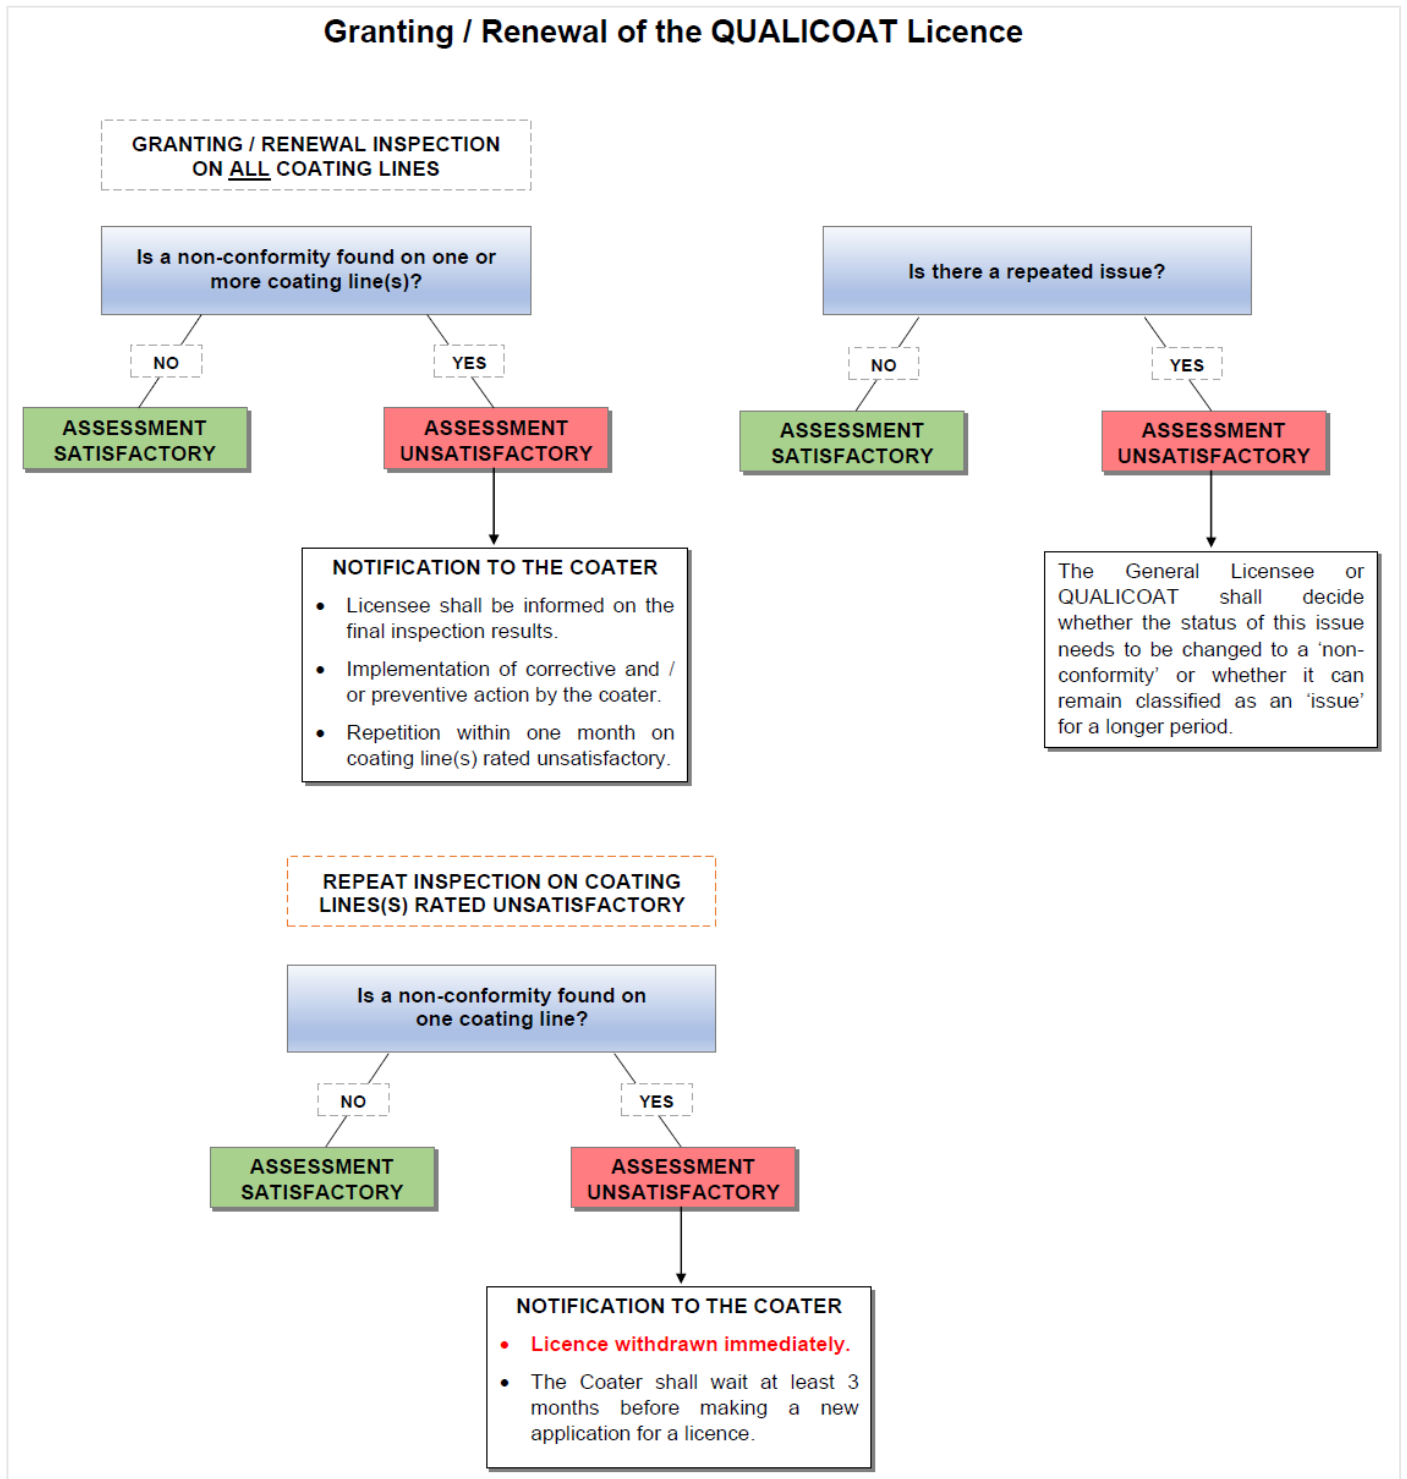 Granting / Renewal of the QUALICOAT Licence
GRANTING / RENEWAL INSPECTION
ON ALL COATING LINES
Is a non-conformity found on one or
more coating line(s)?
NO
YES
ASSESSMENT
SATISFACTORY
ASSESSMENT
UNSATISFACTORY
NOTIFICATION TO THE COATER
• Licensee shall be informed on the
final inspection results.
• Implementation of corrective and /
or preventive action by the coater.
• Repetition within one month on
coating line(s) rated unsatisfactory.
Is there a repeated issue?
NO
YES
ASSESSMENT
SATISFACTORY
ASSESSMENT
UNSATISFACTORY
The General Licensee or
QUALICOAT shall decide
whether the status of this issue
needs to be changed to a ‘non-
conformity’ or whether it can
remain classified as an ‘issue’
for a longer period.
REPEAT INSPECTION ON COATING
LINES(S) RATED UNSATISFACTORY
Is a non-conformity found on
one coating line?
NO
YES
ASSESSMENT
SATISFACTORY
ASSESSMENT
UNSATISFACTORY
NOTIFICATION TO THE COATER
• Licence withdrawn immediately.
• The Coater shall wait at least 3
months before making a new
application for a licence.